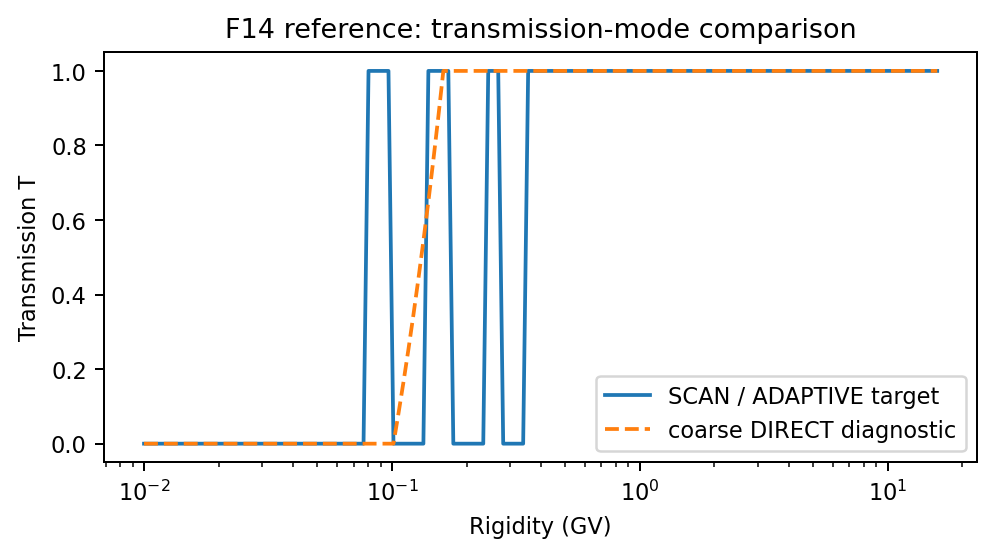 F14 reference: transmission-mode comparison
Transmission T
1.0
0.8
0.6
0.4
0.2
0.0
SCAN / ADAPTIVE target
coarse DIRECT diagnostic
10⁻² 10⁻¹ 10⁰ 10¹
Rigidity (GV)